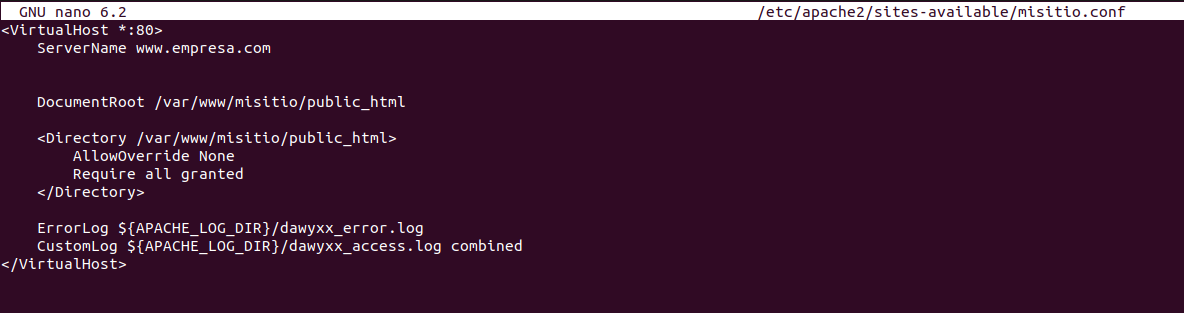 GNU nano 6.2 /etc/apache2/sites-available/misitio.conf
<VirtualHost *:80>
    ServerName www.empresa.com
    DocumentRoot /var/www/misitio/public_html
    <Directory /var/www/misitio/public_html>
        AllowOverride None
        Require all granted
    </Directory>
    ErrorLog ${APACHE_LOG_DIR}/dawyxx_error.log
    CustomLog ${APACHE_LOG_DIR}/dawyxx_access.log combined
</VirtualHost>